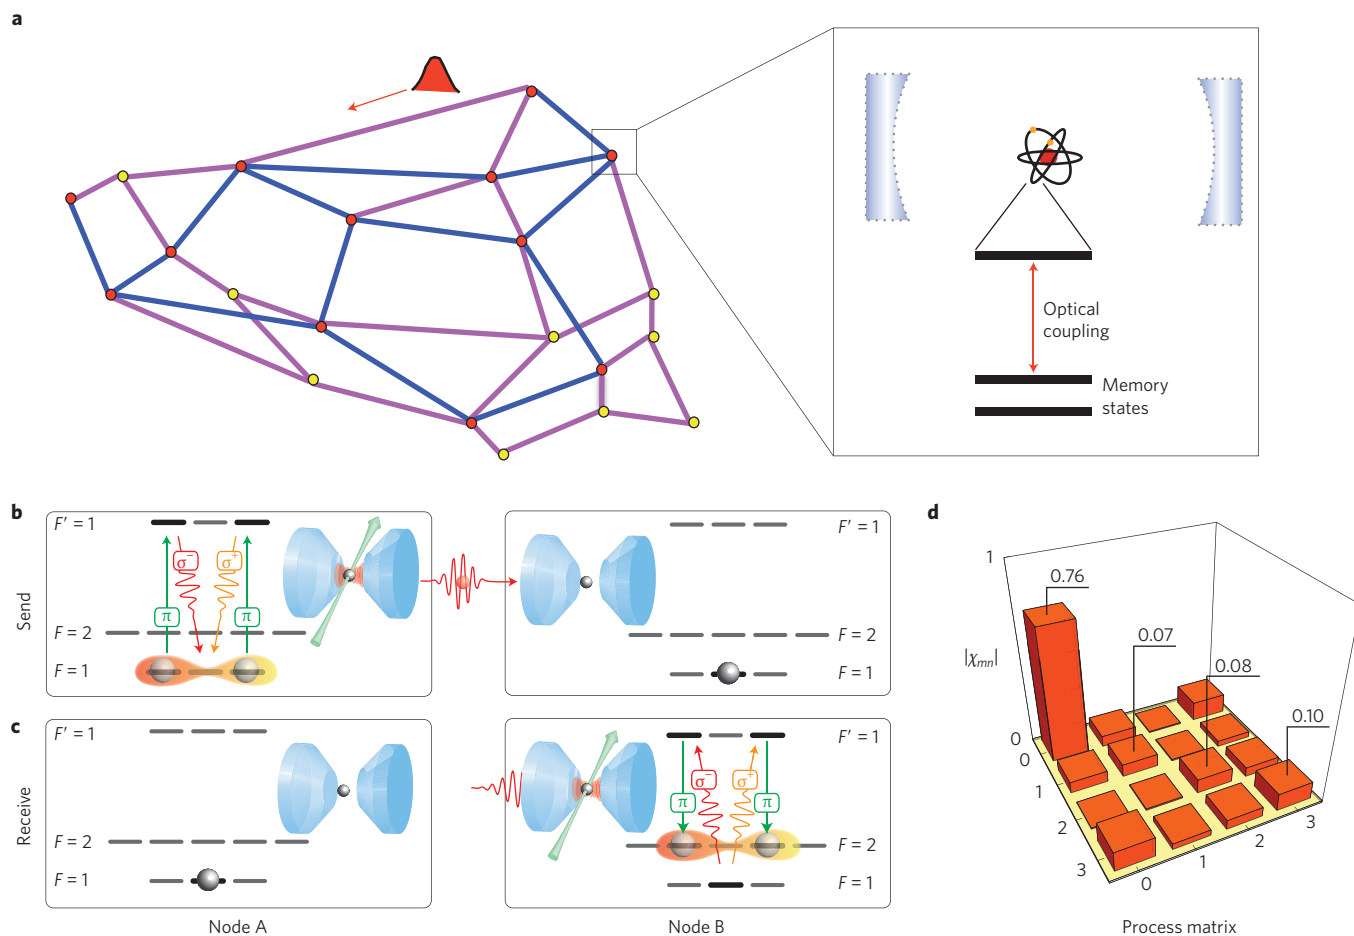 a
Optical
coupling
Memory
states
b
Send
F′ = 1
F = 2
F = 1
σ−
σ+
π
π
F′ = 1
F = 2
F = 1
c
Receive
F′ = 1
F = 2
F = 1
σ−
σ+
π
π
F′ = 1
F = 2
F = 1
Node A
Node B
d
1
0.76
0.07
|χmn|
0.08
0.10
0
0
1
2
3
0
1
2
3
Process matrix